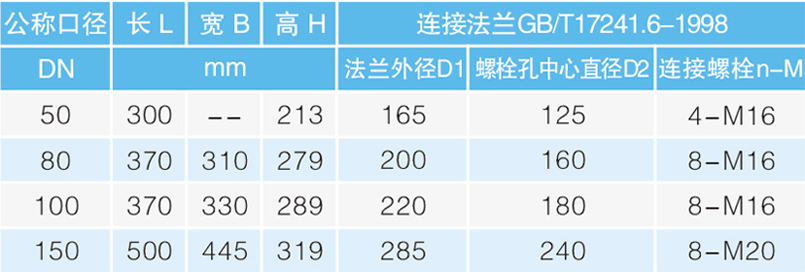 公称口径 长 L 宽 B 高 H 连接法兰GB/T17241.6-1998
DN mm 法兰外径D1 螺栓孔中心直径D2 连接螺栓n-M
50 300 -- 213 165 125 4-M16
80 370 310 279 200 160 8-M16
100 370 330 289 220 180 8-M16
150 500 445 319 285 240 8-M20